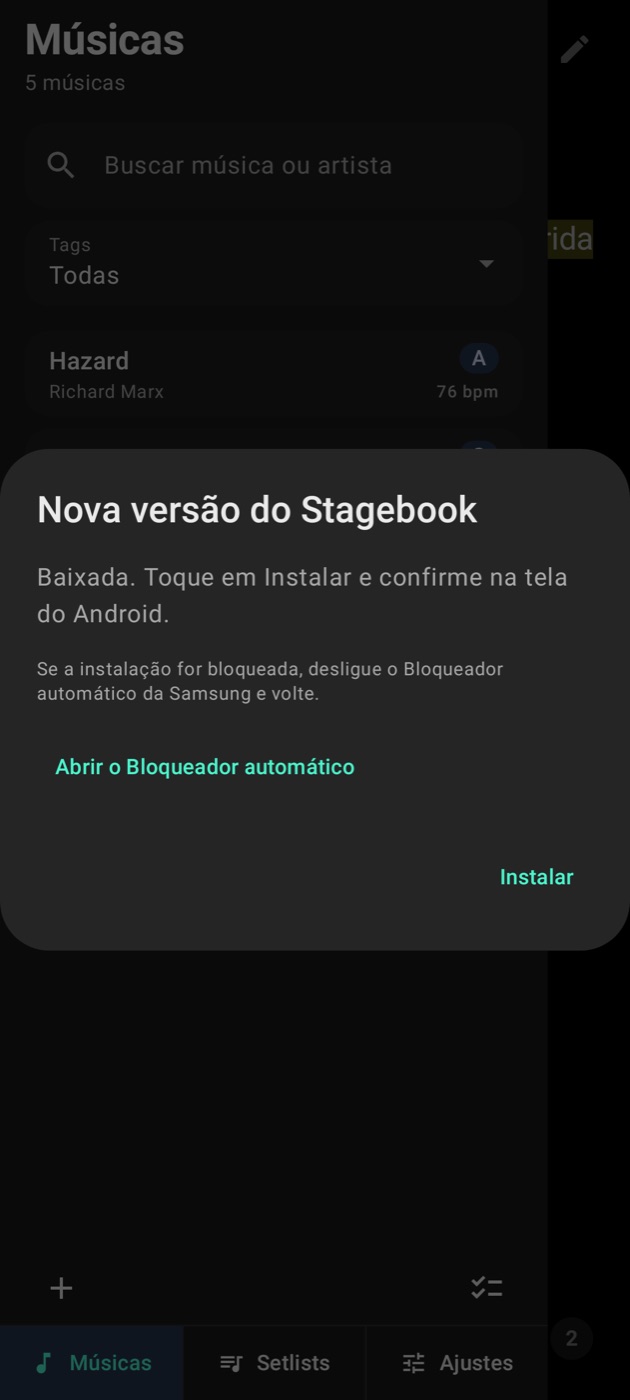 Músicas
5 músicas
Buscar música ou artista
rida
Tags
Todas
Hazard
A
Richard Marx
76 bpm
Nova versão do Stagebook
Baixada. Toque em Instalar e confirme na tela
do Android.
Se a instalação for bloqueada, desligue o Bloqueador
automático da Samsung e volte.
Abrir o Bloqueador automático
Instalar
2
Músicas
Setlists
Ajustes